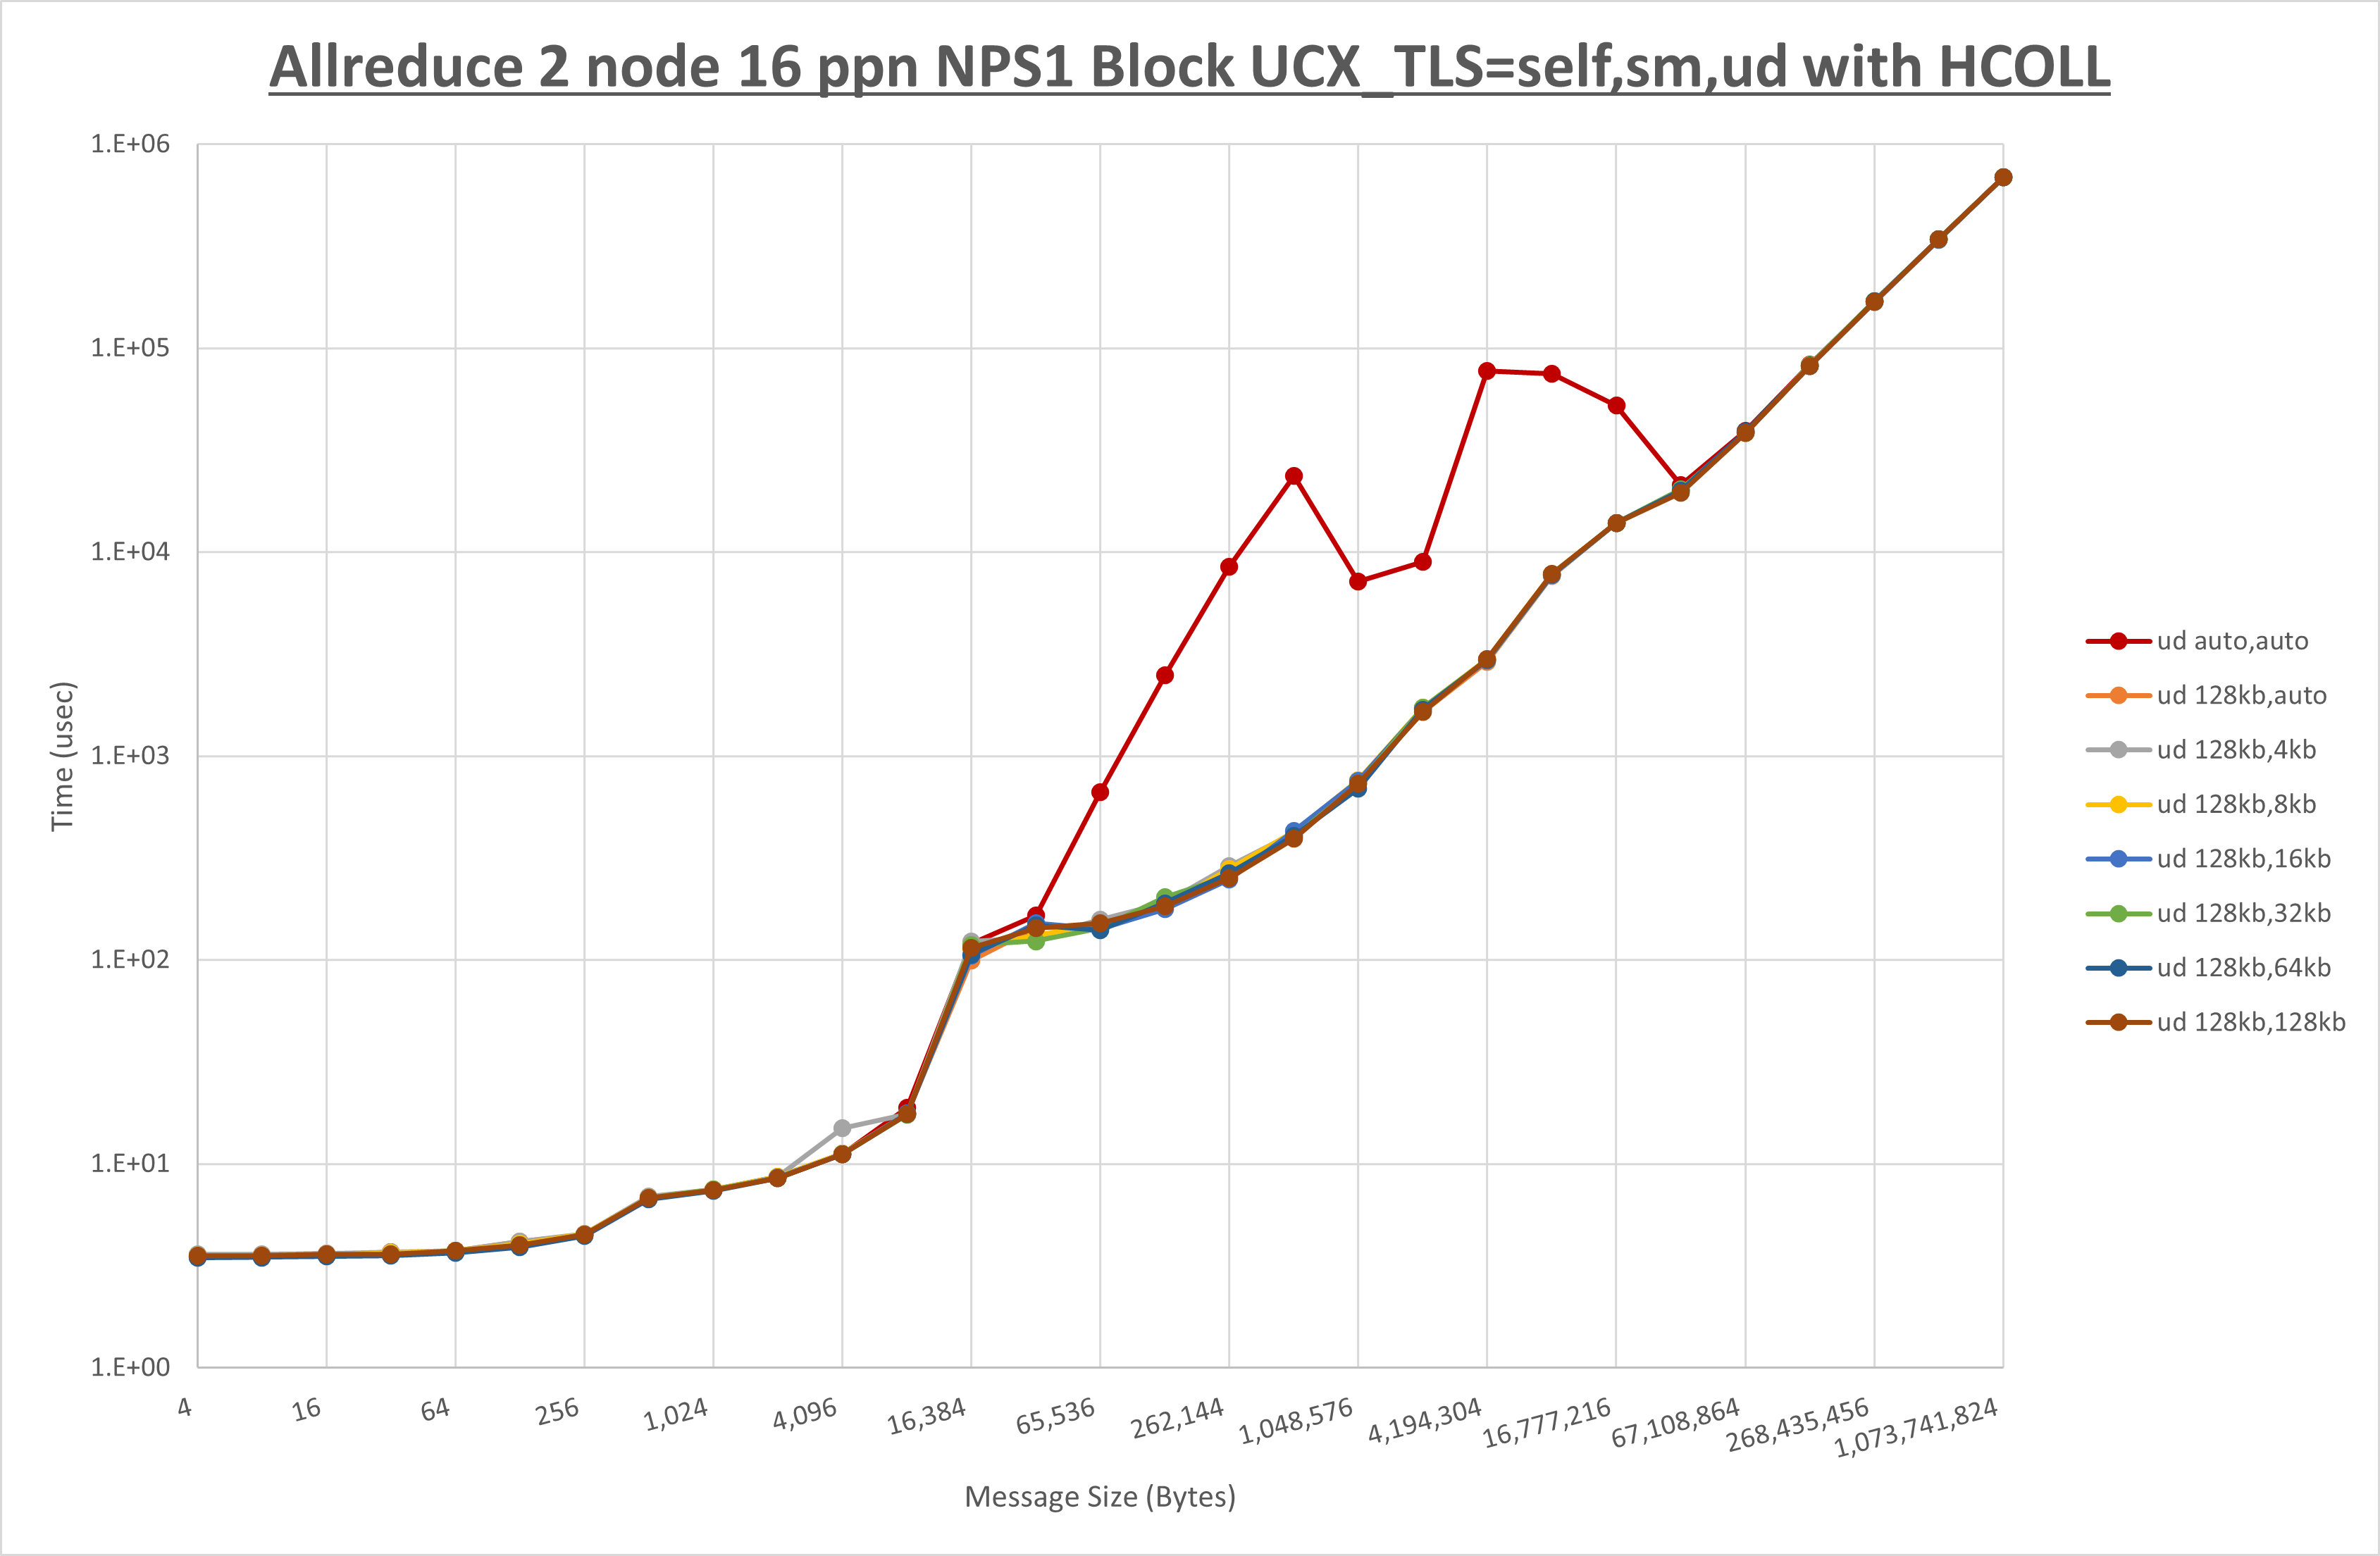 Allreduce 2 node 16 ppn NPS1 Block UCX_TLS=self,sm,ud with HCOLL
1.E+06
1.E+05
1.E+04
1.E+03
1.E+02
1.E+01
1.E+00
Time (usec)
4
16
64
256
1,024
4,096
16,384
65,536
262,144
1,048,576
4,194,304
16,777,216
67,108,864
268,435,456
1,073,741,824
Message Size (Bytes)
ud auto,auto
ud 128kb,auto
ud 128kb,4kb
ud 128kb,8kb
ud 128kb,16kb
ud 128kb,32kb
ud 128kb,64kb
ud 128kb,128kb